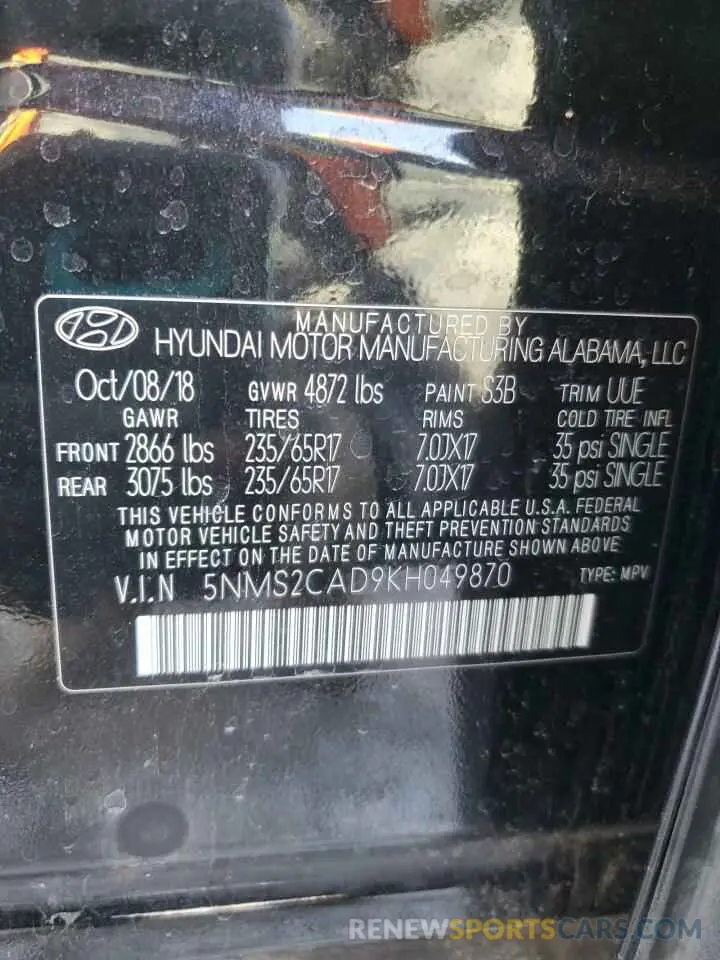 MANUFACTURED BY
HYUNDAI MOTOR MANUFACTURING ALABAMA, LLC
Oct/08/18 GVWR 4872 lbs PAINT S3B TRIM UUE
GAWR TIRES RIMS COLD TIRE INFL
FRONT 2866 lbs 235/65R17 7.0JX17 35 psi SINGLE
REAR 3075 lbs 235/65R17 7.0JX17 35 psi SINGLE
THIS VEHICLE CONFORMS TO ALL APPLICABLE U.S.A. FEDERAL
MOTOR VEHICLE SAFETY AND THEFT PREVENTION STANDARDS
IN EFFECT ON THE DATE OF MANUFACTURE SHOWN ABOVE
V.I.N 5NMS2CAD9KH049870 TYPE: MPV
RENEWSPORTSCARS.COM